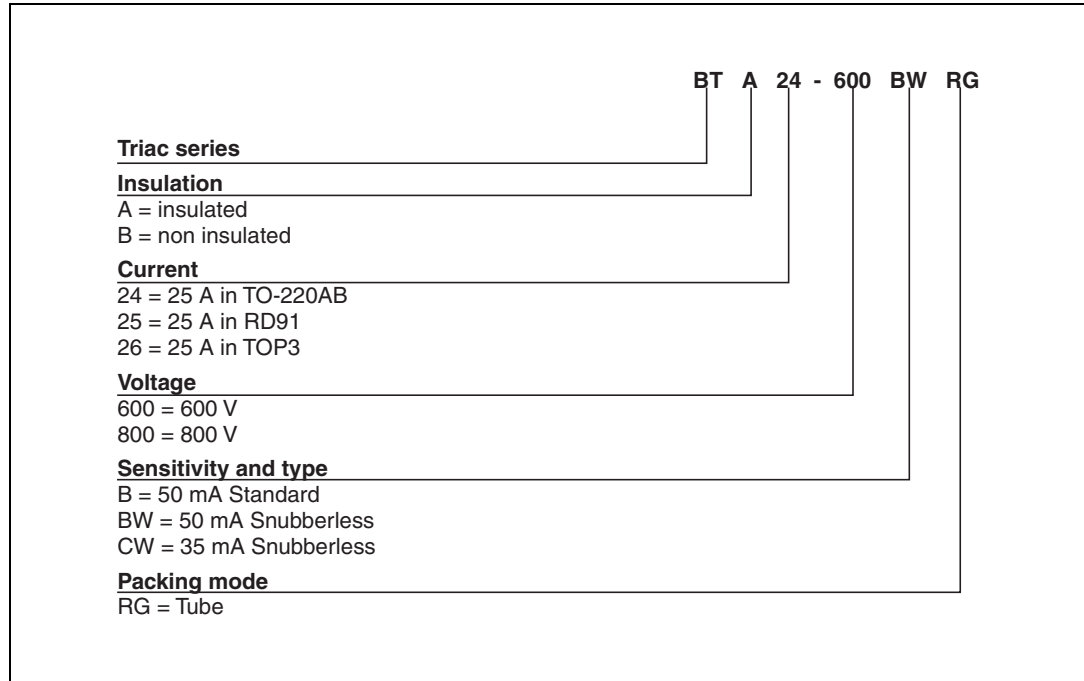 BT A 24 - 600 BW RG
Triac series
Insulation
A = insulated
B = non insulated
Current
24 = 25 A in TO-220AB
25 = 25 A in RD91
26 = 25 A in TOP3
Voltage
600 = 600 V
800 = 800 V
Sensitivity and type
B = 50 mA Standard
BW = 50 mA Snubberless
CW = 35 mA Snubberless
Packing mode
RG = Tube